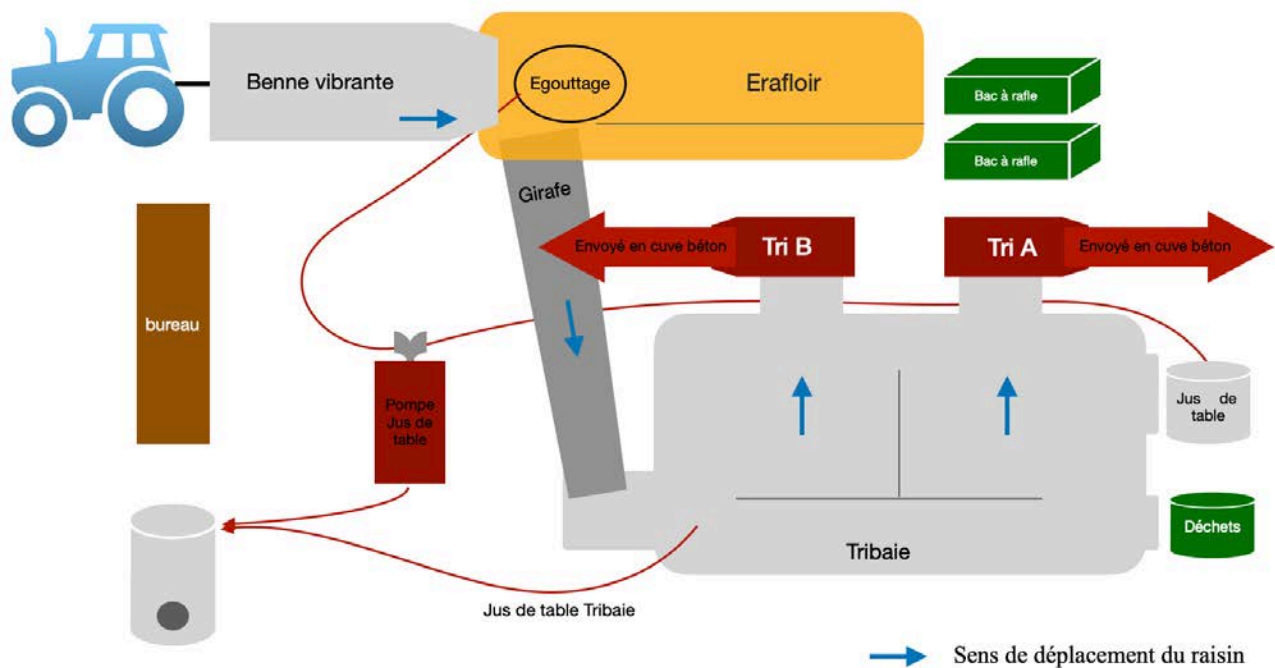 Benne vibrante
Egouttage
Erafloir
Bac à rafle
Bac à rafle
Girafe
Envoyé en cuve béton
Tri B
Tri A
Envoyé en cuve béton
bureau
Pompe
Jus de
table
Jus de
table
Déchets
Tribaie
Jus de table Tribaie
Sens de déplacement du raisin